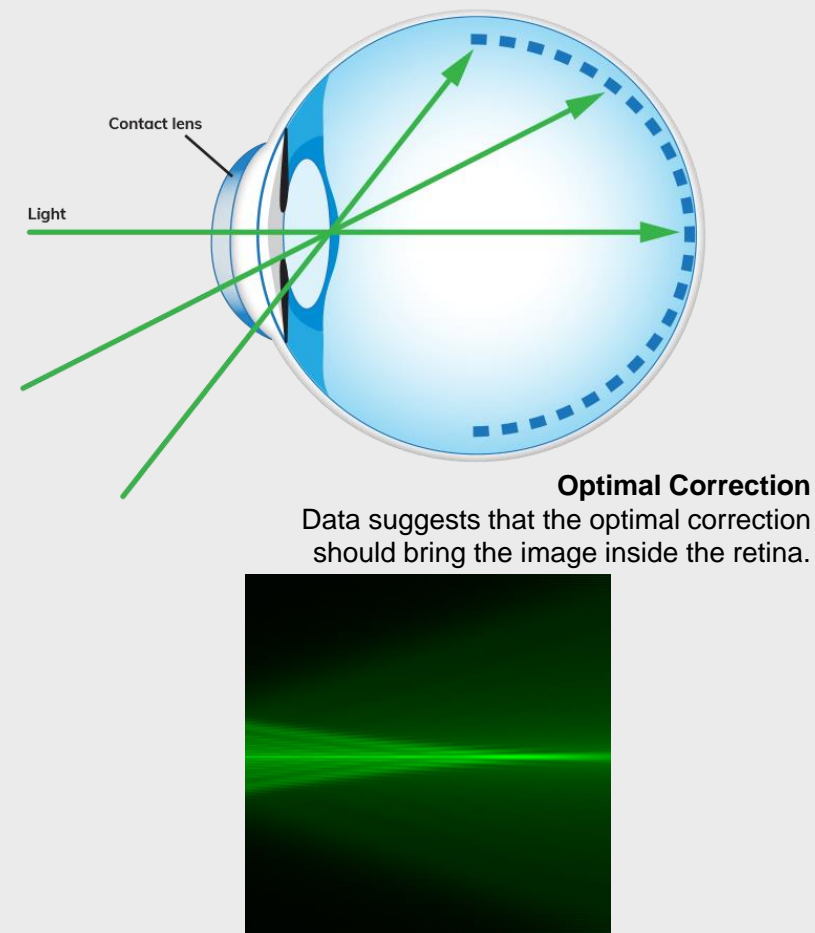 Contact lens
Light
Optimal Correction
Data suggests that the optimal correction
should bring the image inside the retina.